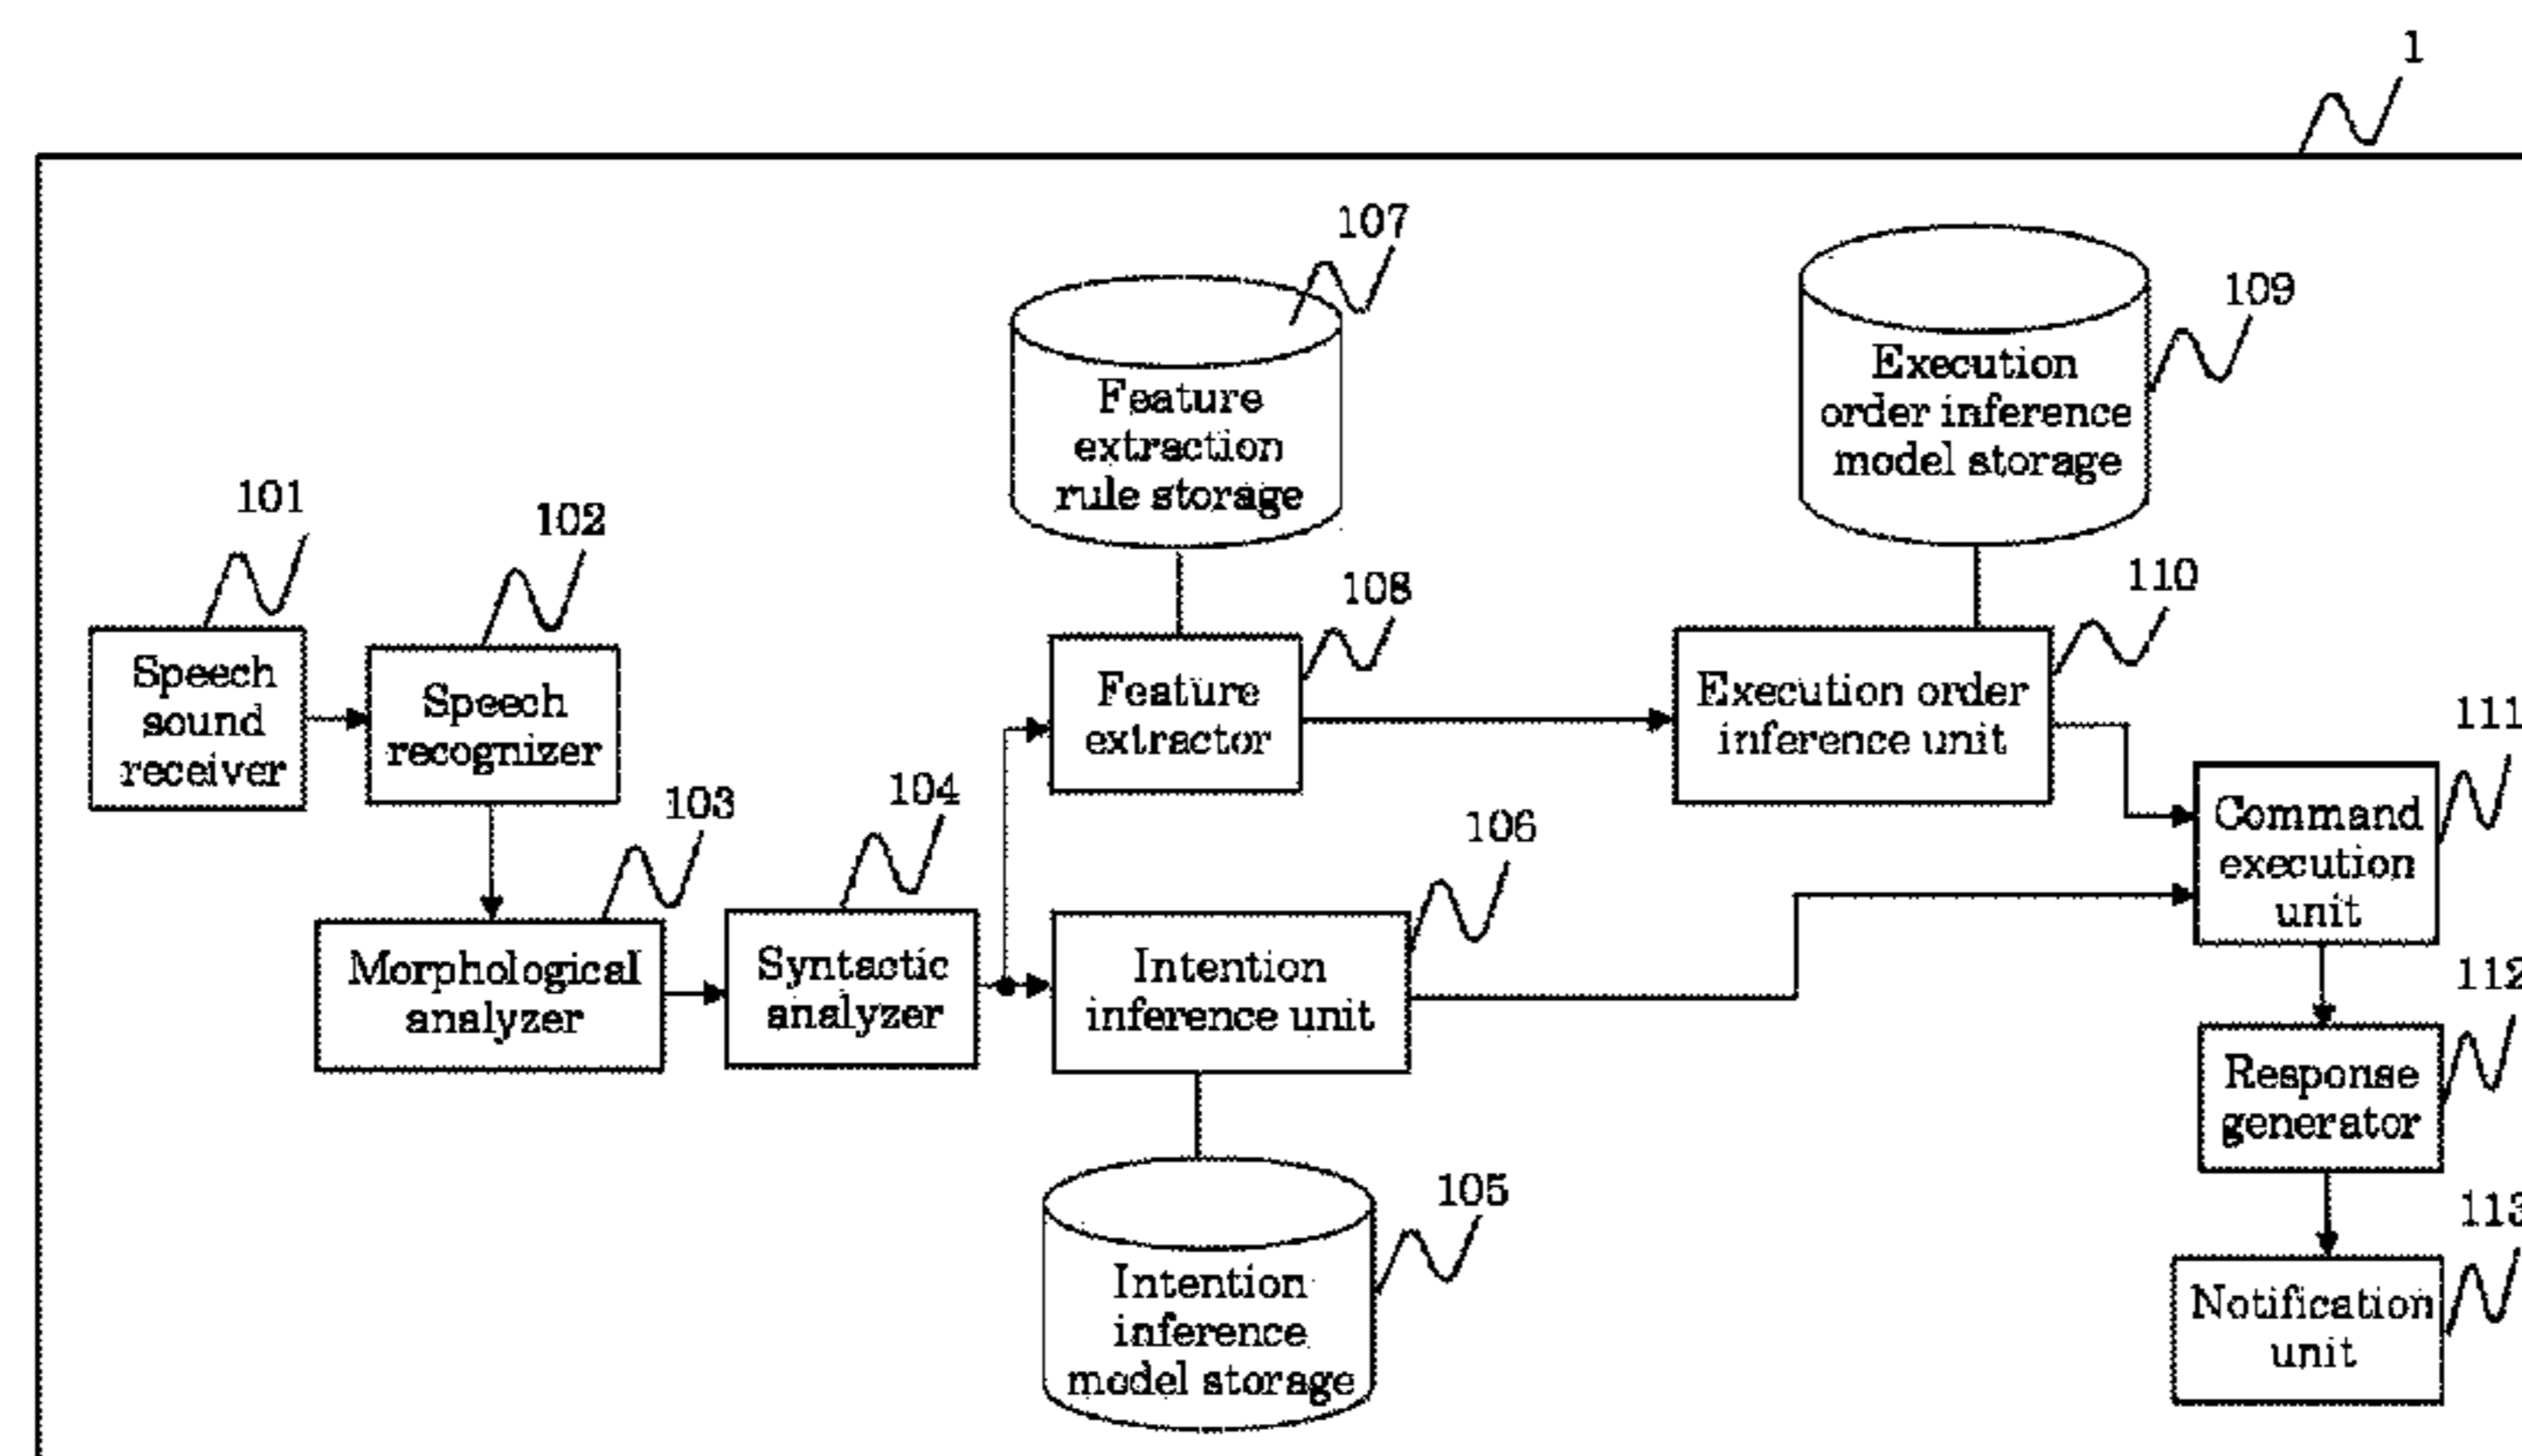 1
107
109
Feature
extraction
rule storage
Execution
order inference
model storage
101
102
108
110
Speech
sound
receiver
Speech
recognizer
Feature
extractor
Execution order
inference unit
111
103
104
106
Command
execution
unit
Morphological
analyzer
Syntactic
analyzer
Intention
inference unit
112
Response
generator
105
113
Intention
inference
model storage
Notification
unit